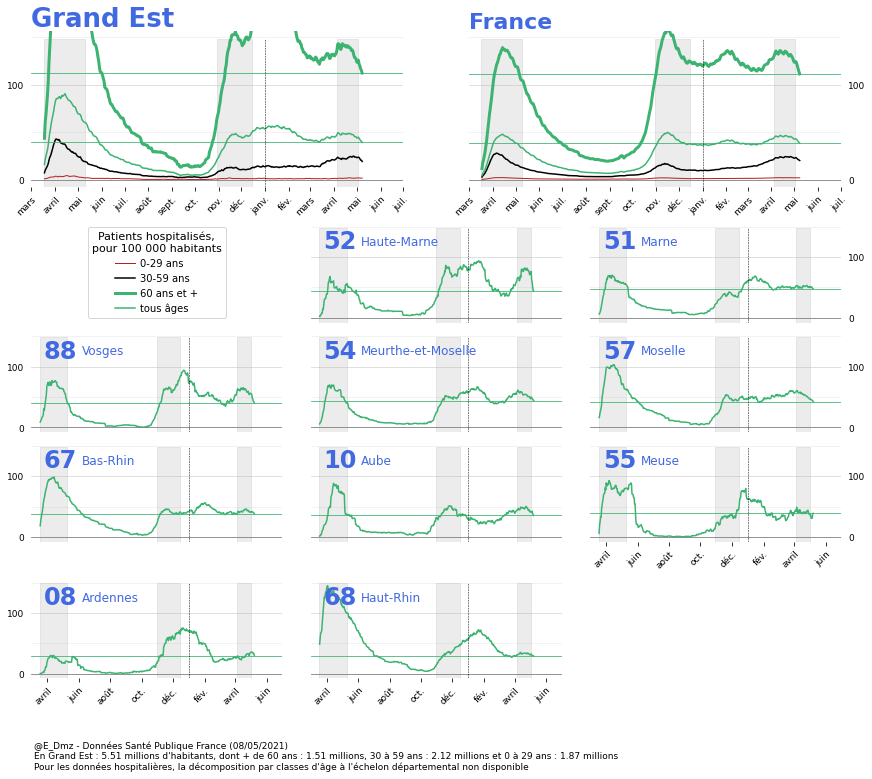 Grand Est
France
100
0
100
0
mars avril mai juin juil. août sept. oct. nov. déc. janv. fév. mars avril mai juin juil.
mars avril mai juin juil. août sept. oct. nov. déc. janv. fév. mars avril mai juin juil.
Patients hospitalisés,
pour 100 000 habitants
0-29 ans
30-59 ans
60 ans et +
tous âges
52 Haute-Marne
51 Marne
100
0
88 Vosges
54 Meurthe-et-Moselle
57 Moselle
100
0
100
0
67 Bas-Rhin
10 Aube
55 Meuse
100
0
100
0
avril juin août oct. déc. fév. avril juin
08 Ardennes
68 Haut-Rhin
100
0
avril juin août oct. déc. fév. avril juin
avril juin août oct. déc. fév. avril juin
@E_Dmz - Données Santé Publique France (08/05/2021)
En Grand Est : 5.51 millions d'habitants, dont + de 60 ans : 1.51 millions, 30 à 59 ans : 2.12 millions et 0 à 29 ans : 1.87 millions
Pour les données hospitalières, la décomposition par classes d'âge à l'échelon départemental non disponible